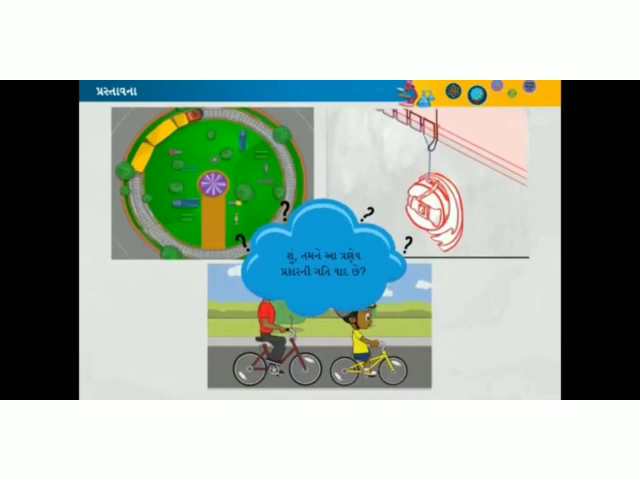 પ્રસ્તાવના
શું, તમને આ ત્રણેય
પ્રકારની ગતિ યાદ છે?